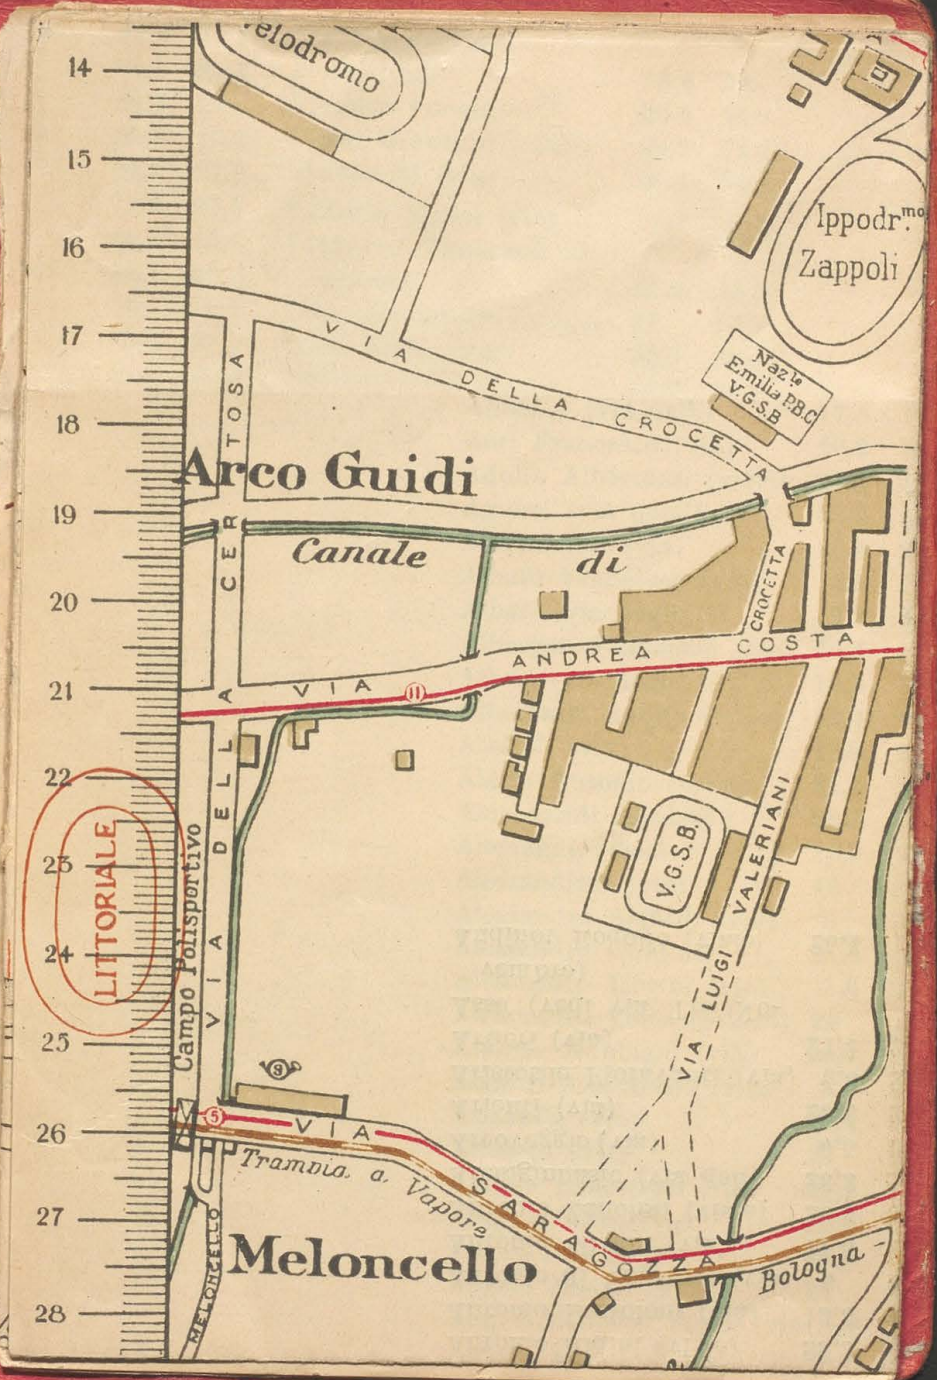 Velodromo
14
15
16
17
18
19
20
21
22
23
24
25
26
27
28
Ippodr.mo
Zappoli
Naz.le
Emilia P.B.C
V.G.S.B
VIA DELLA CROCETTA
Arco Guidi
Canale di
CROCETTA
VIA ANDREA COSTA
11
VIA DELLA CERTOSA
LITTORIALE
Campo Polisportivo
V.G.S.B.
VIA LUIGI VALERIANI
9
5
VIA SARAGOZZA
Tramvia a Vapore
Bologna
Meloncello
MELONCELLO